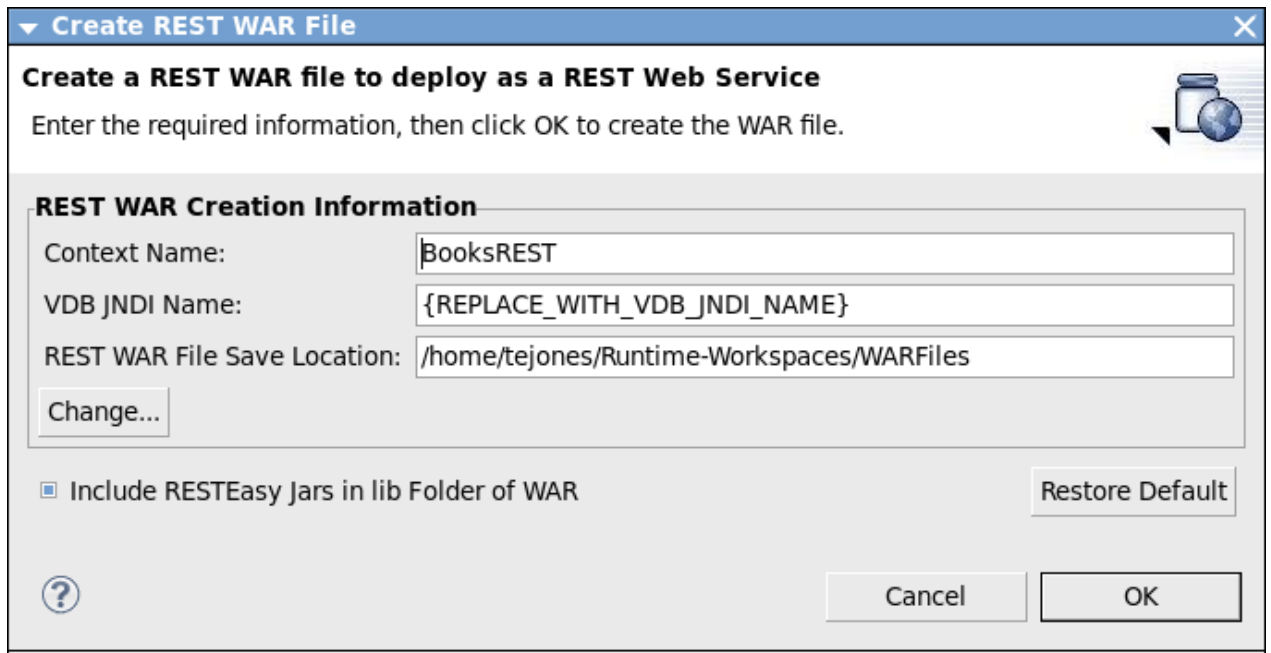 Create REST WAR File
Create a REST WAR file to deploy as a REST Web Service
Enter the required information, then click OK to create the WAR file.
REST WAR Creation Information
Context Name: BooksREST
VDB JNDI Name: {REPLACE_WITH_VDB_JNDI_NAME}
REST WAR File Save Location: /home/tejones/Runtime-Workspaces/WARFiles
Change...
Include RESTEasy Jars in lib Folder of WAR Restore Default
? Cancel OK